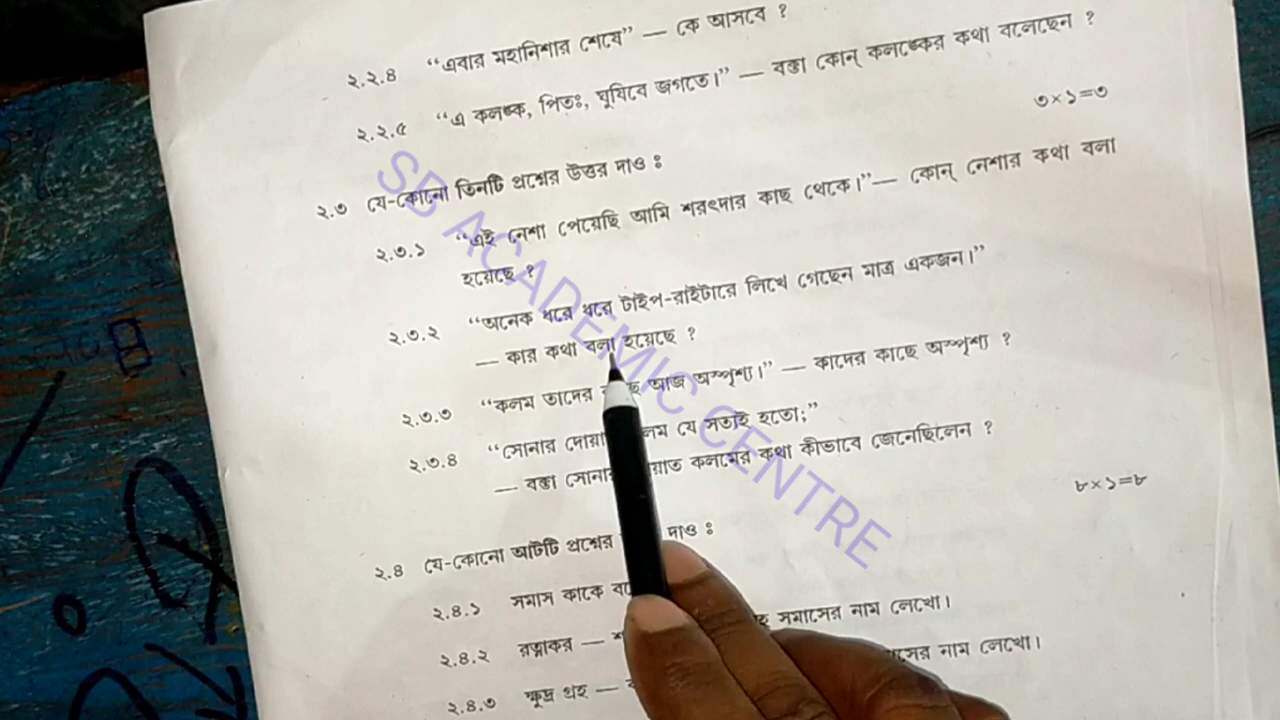 ২.২.৪ “এবার মহানিশার শেষে” — কে আসবে ?
২.২.৫ “এ কলঙ্ক, পিতঃ, ঘুষিবে জগতে।” — বক্তা কোন্ কলঙ্কের কথা বলেছেন ?
২.৩ যে-কোনো তিনটি প্রশ্নের উত্তর দাও ঃ
৩×১=৩
২.৩.১ “এই নেশা পেয়েছি আমি শরৎদার কাছ থেকে।”— কোন্ নেশার কথা বলা
হয়েছে ?
২.৩.২ “অনেক ধরে ধরে টাইপ-রাইটারে লিখে গেছেন মাত্র একজন।”
— কার কথা বলা হয়েছে ?
২.৩.৩ “কলম তাদের আজ অস্পৃশ্য।” — কাদের কাছে অস্পৃশ্য ?
২.৩.৪ “সোনার যে সত্যই হতো;”
— বক্তা কলমের কথা কীভাবে জেনেছিলেন ?
২.৪ যে-কোনো আটটি প্রশ্নের দাও ঃ
৮×১=৮
২.৪.১ সমাস কাকে
২.৪.২ রত্নাকর — সমাসের নাম লেখো।
২.৪.৩ ক্ষুদ্র গ্রহ — নাম লেখো।
SB ACADEMIC CENTRE